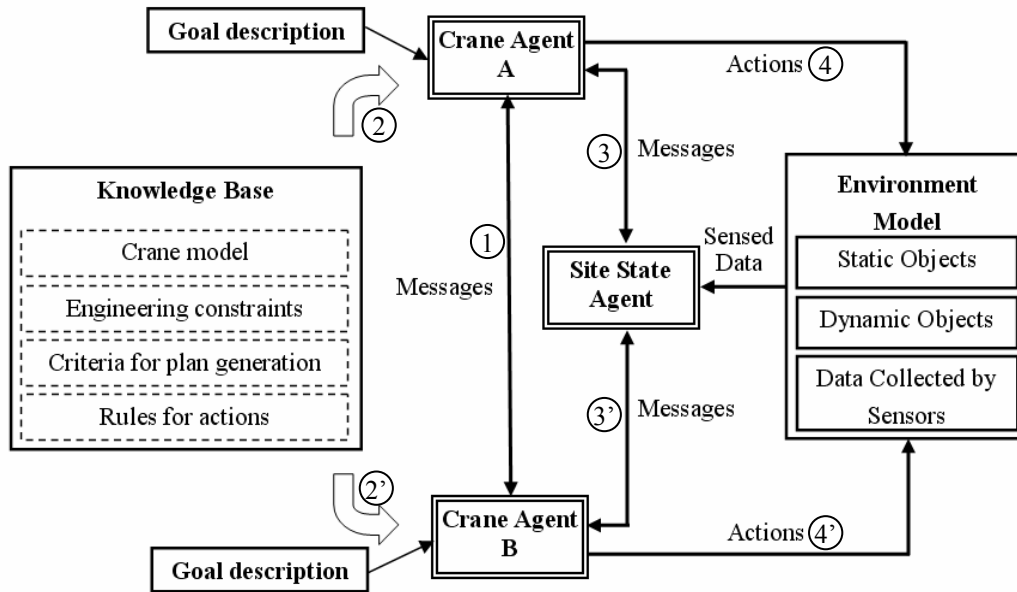 Goal description
Crane Agent
A
Actions 4
2
3 Messages
Knowledge Base
Crane model
Engineering constraints
Criteria for plan generation
Rules for actions
1
Messages
Site State
Agent
Sensed
Data
Environment
Model
Static Objects
Dynamic Objects
Data Collected by
Sensors
3' Messages
2'
Crane Agent
B
Actions 4'
Goal description